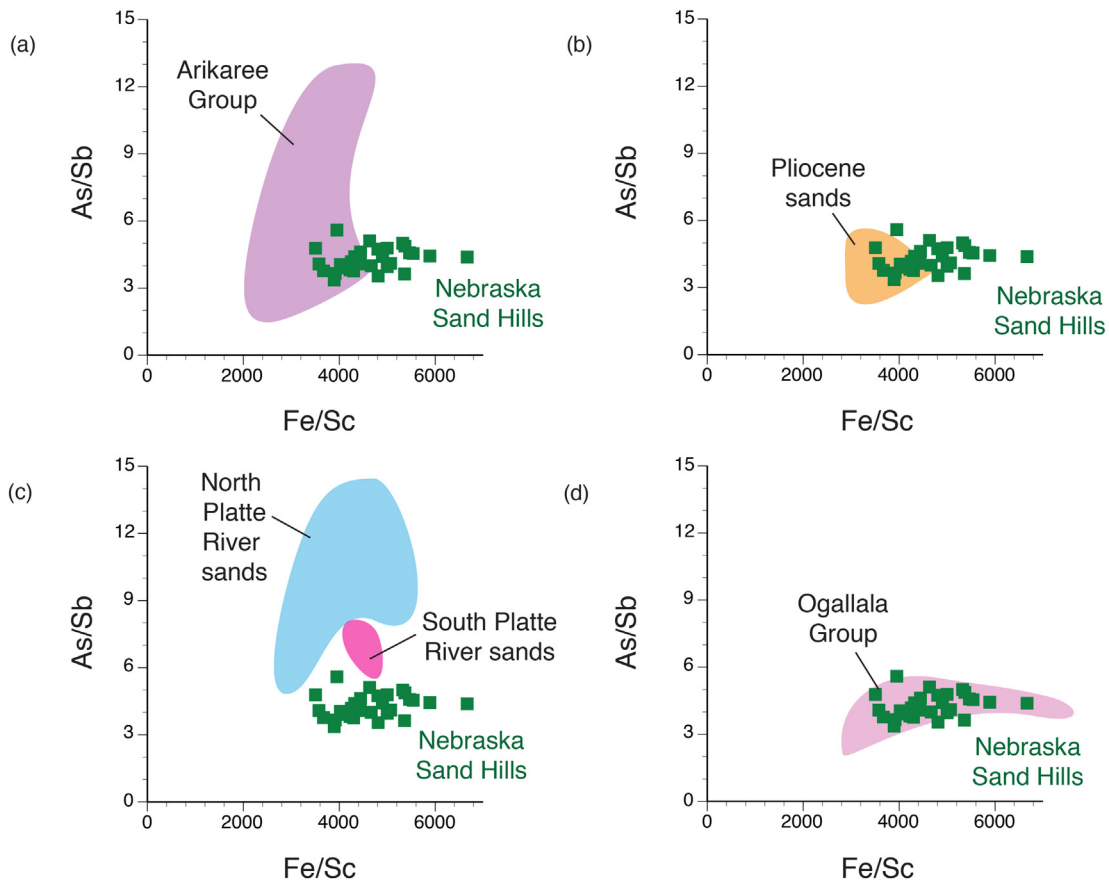 (a)
15
12
9
6
3
0
As/Sb
Arikaree
Group
Nebraska
Sand Hills
0 2000 4000 6000
Fe/Sc
(b)
15
12
9
6
3
0
As/Sb
Pliocene
sands
Nebraska
Sand Hills
0 2000 4000 6000
Fe/Sc
(c)
15
12
9
6
3
0
As/Sb
North
Platte
River
sands
South Platte
River sands
Nebraska
Sand Hills
0 2000 4000 6000
Fe/Sc
(d)
15
12
9
6
3
0
As/Sb
Ogallala
Group
Nebraska
Sand Hills
0 2000 4000 6000
Fe/Sc